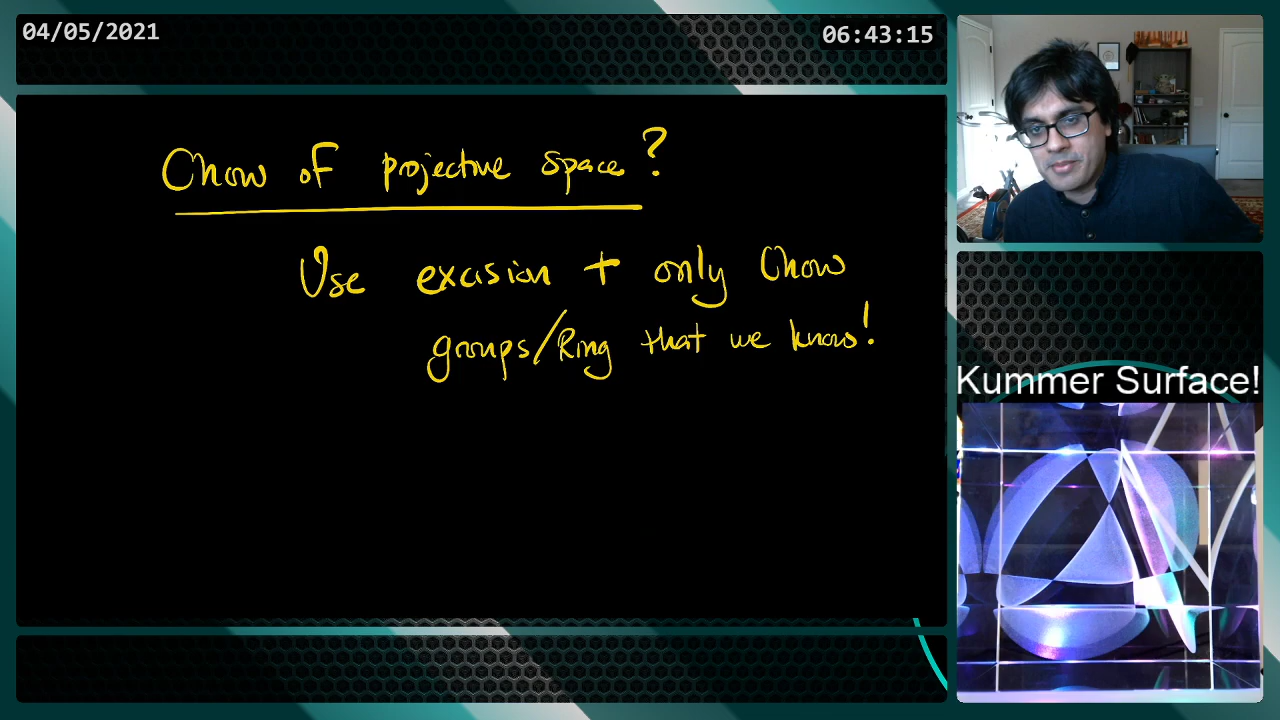 04/05/2021
06:43:15
Chow of projective space?
Use excision + only Chow
groups/Ring that we know!
Kummer Surface!